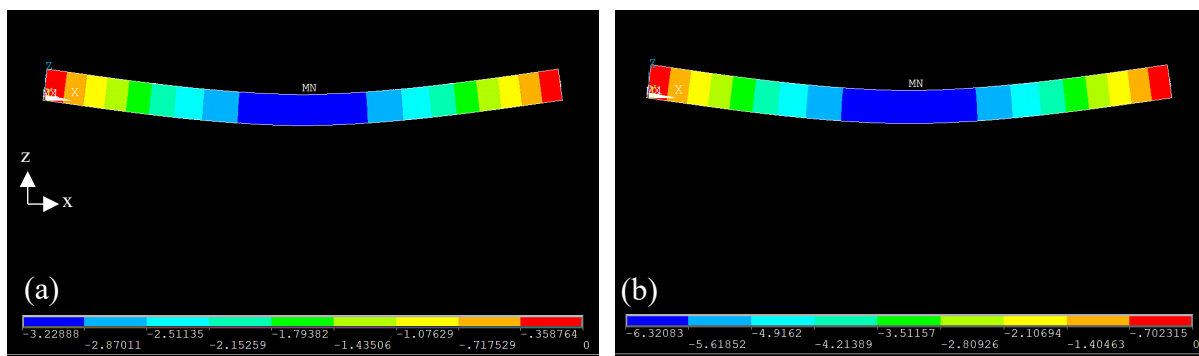 Z
X
MN
z
x
(a)
-3.22888 -2.51135 -1.79382 -1.07629 -.358764
-2.87011 -2.15259 -1.43506 -.717529 0
Z
X
MN
(b)
-6.32083 -4.9162 -3.51157 -2.10694 -.702315
-5.61852 -4.21389 -2.80926 -1.40463 0